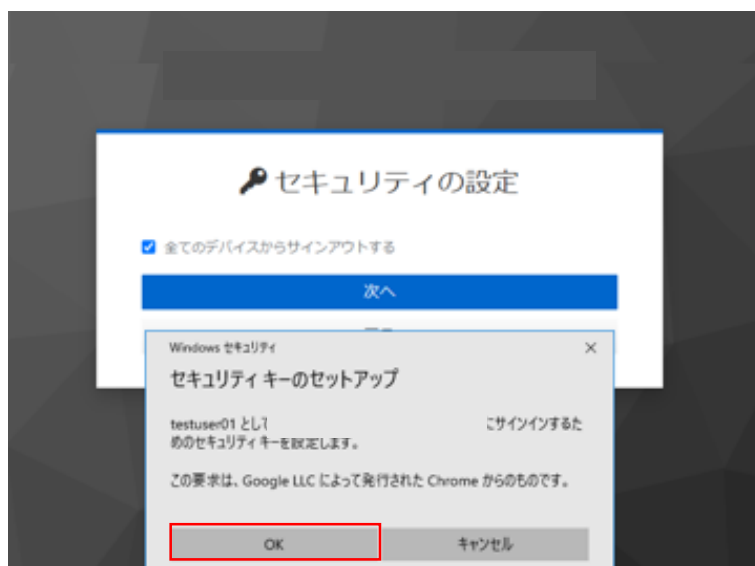 セキュリティの設定
全てのデバイスからサインアウトする
次へ
Windows セキュリティ
セキュリティ キーのセットアップ
testuser01 として にサインインするた
めのセキュリティ キーを設定します。
この要求は、Google LLC によって発行された Chrome からのものです。
OK
キャンセル